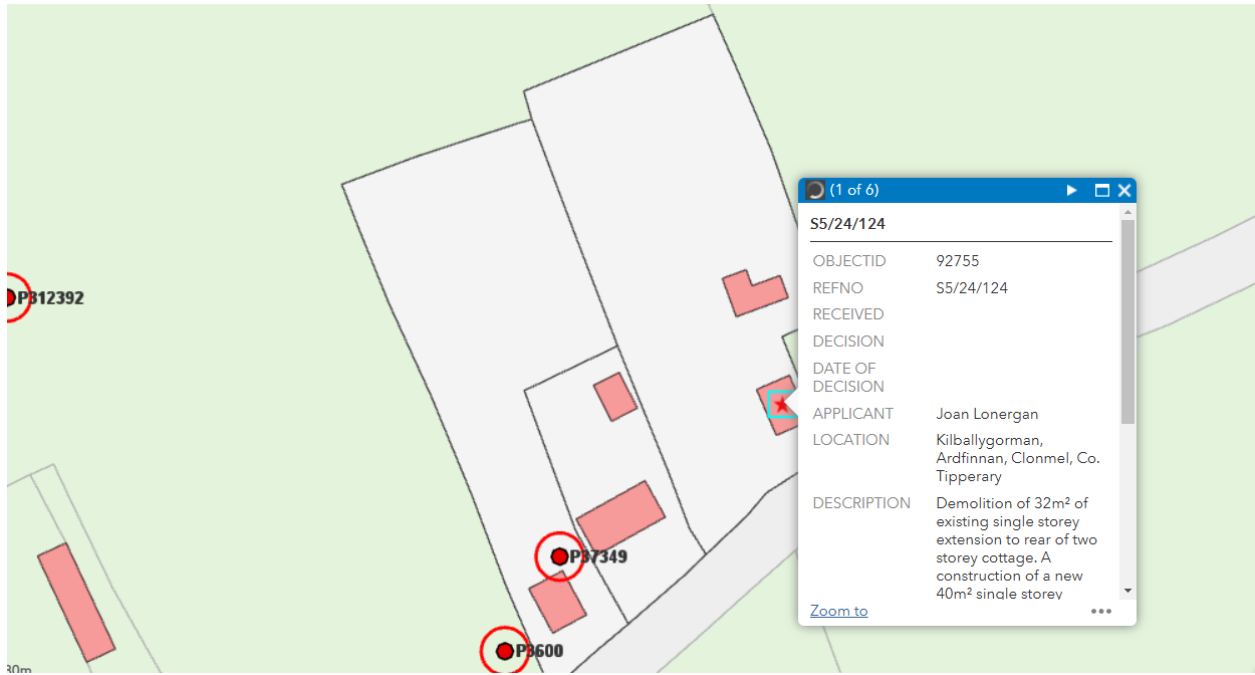 (1 of 6)
S5/24/124
OBJECTID 92755
REFNO S5/24/124
RECEIVED
DECISION
DATE OF
DECISION
APPLICANT Joan Lonergan
LOCATION Kilballygorman,
Ardfinnan, Clonmel, Co.
Tipperary
DESCRIPTION Demolition of 32m² of
existing single storey
extension to rear of two
storey cottage. A
construction of a new
40m² single storey
Zoom to
P312392
P37349
P3600